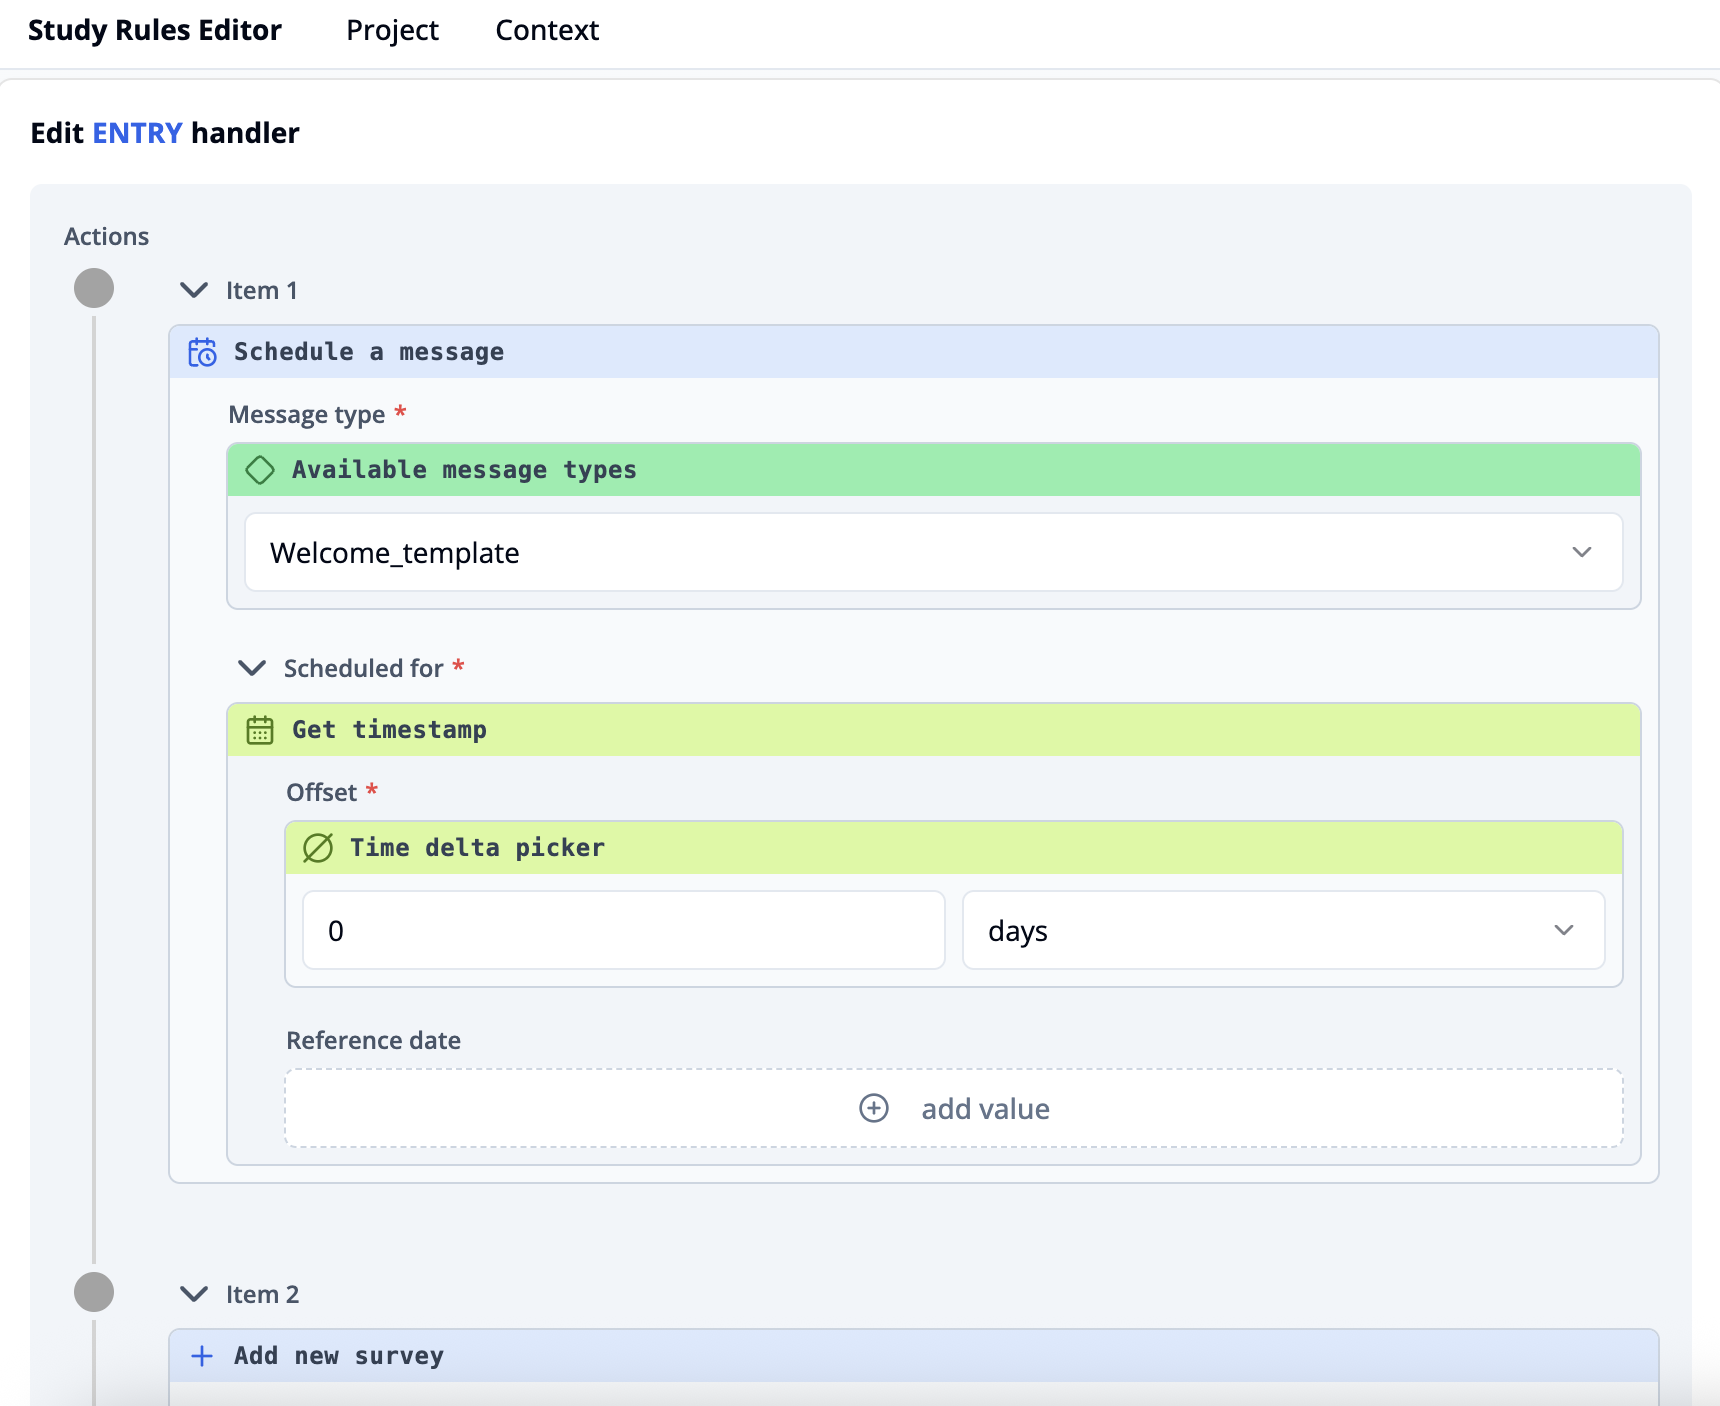 Study Rules Editor Project Context
Edit ENTRY handler
Actions
Item 1
Schedule a message
Message type *
Available message types
Welcome_template
Scheduled for *
Get timestamp
Offset *
Time delta picker
0 days
Reference date
add value
Item 2
Add new survey